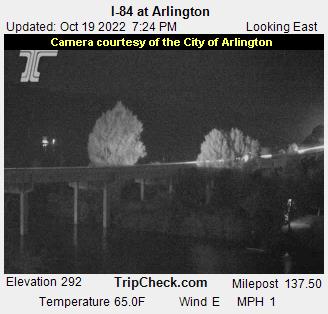 I-84 at Arlington
Updated: Oct 19 2022 7:24 PM Looking East
Camera courtesy of the City of Arlington
Elevation 292 TripCheck.com Milepost 137.50
Temperature 65.0F Wind E MPH 1